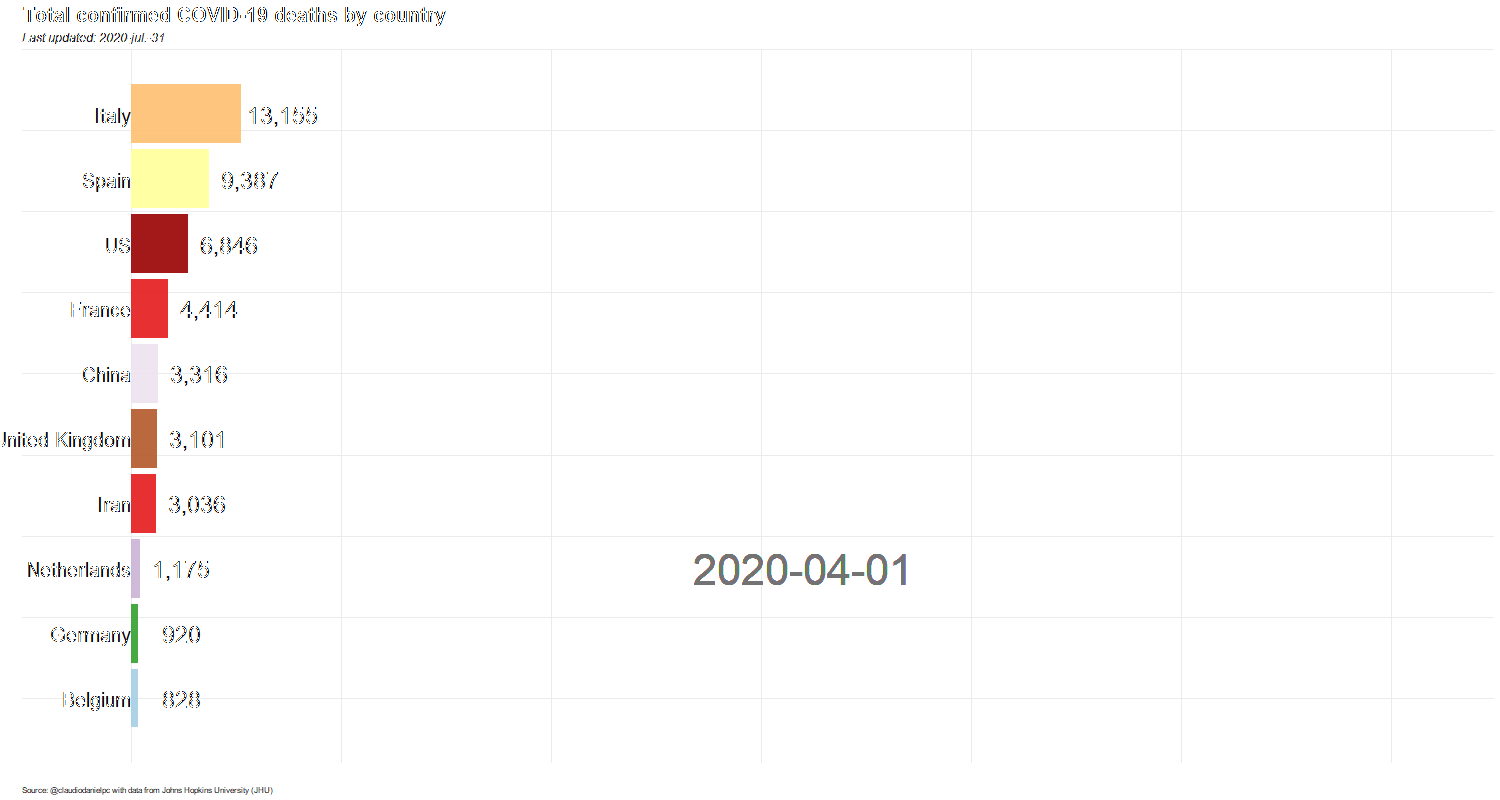 Total confirmed COVID-19 deaths by country
Last updated: 2020-jul.-31
Italy 13,155
Spain 9,387
US 6,846
France 4,414
China 3,316
United Kingdom 3,101
Iran 3,036
Netherlands 1,175
2020-04-01
Germany 920
Belgium 828
Source: @claudiodanielpc with data from Johns Hopkins University (JHU)